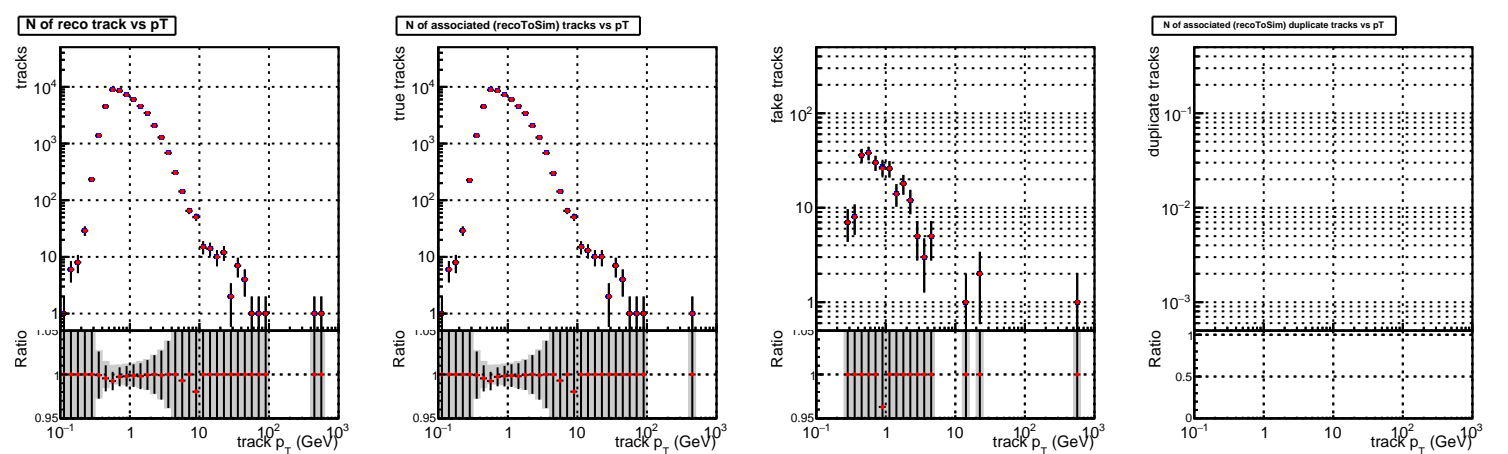 N of reco track vs pT
tracks
10^4
10^3
10^2
10
1
Ratio
1.05
1
0.95
10^−1 1 10 10^2 10^3
track p_T (GeV)
N of associated (recoToSim) tracks vs pT
true tracks
10^4
10^3
10^2
10
1
Ratio
1.05
1
0.95
10^−1 1 10 10^2 10^3
track p_T (GeV)
fake tracks
10^2
10
1
Ratio
1.05
1
0.95
10^−1 1 10 10^2 10^3
track p_T (GeV)
N of associated (recoToSim) duplicate tracks vs pT
duplicate tracks
10^−1
10^−2
10^−3
Ratio
1
0.5
0
10^−1 1 10 10^2 10^3
track p_T (GeV)